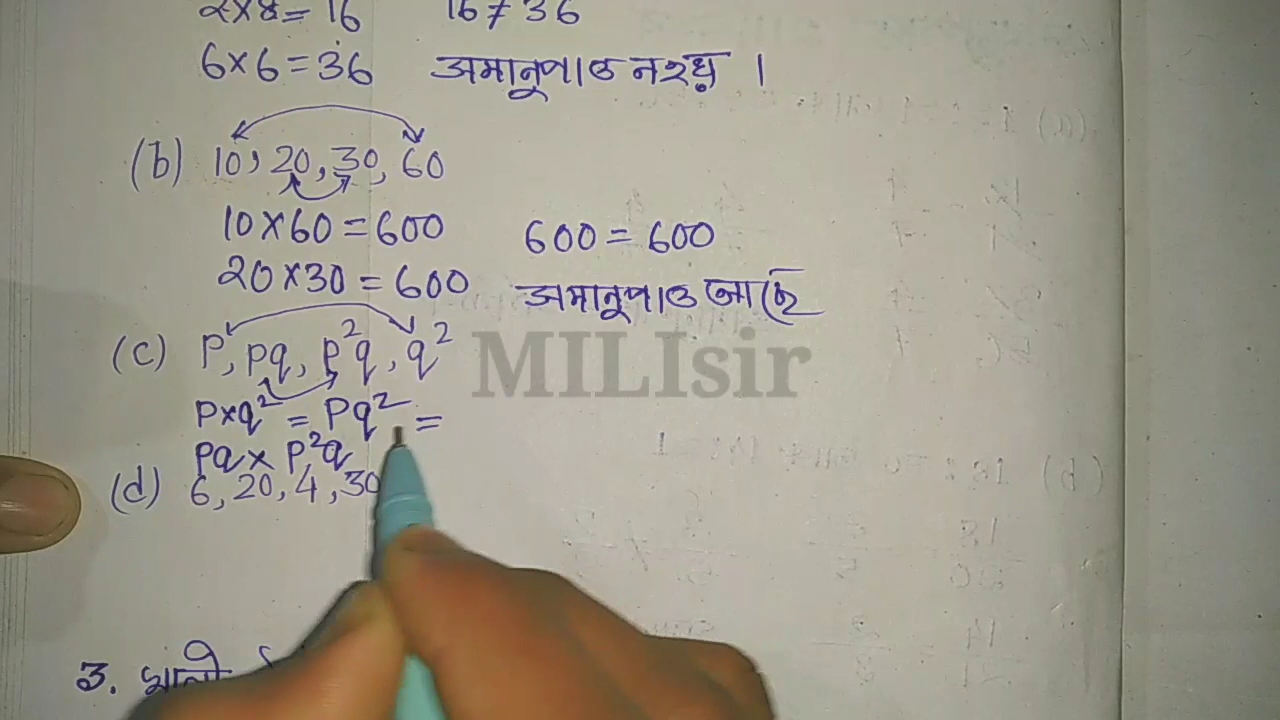 2×8=16 16≠36
6×6=36 সমানুপাত নহয় ।
(b) 10, 20, 30, 60
10×60=600 600=600
20×30=600 সমানুপাত আছে
(c) p, pq, p²q, q²
MILIsir
p×q² = pq² =
pq× p²q
(d) 6, 20, 4, 30
3. খালী